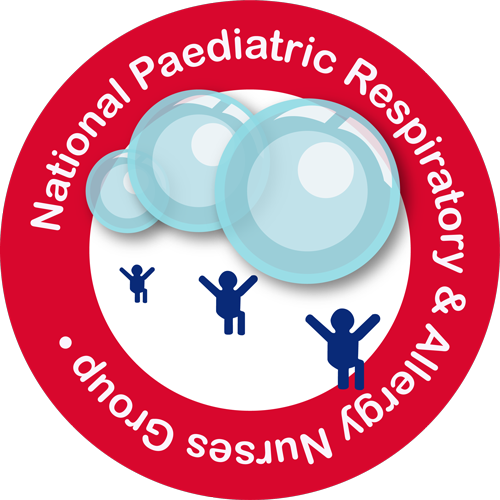 National Paediatric Respiratory & Allergy Nurses Group •